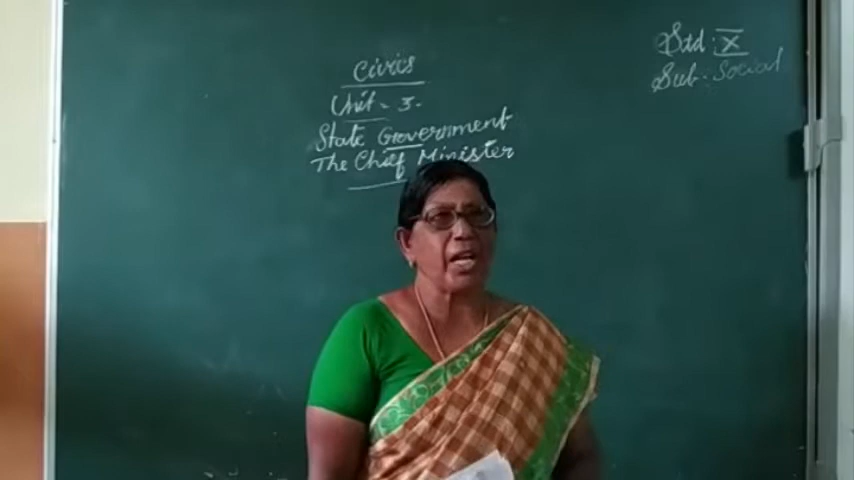 Civics
Unit - 3.
State Government
The Chief Minister
Std : X
Sub - Social